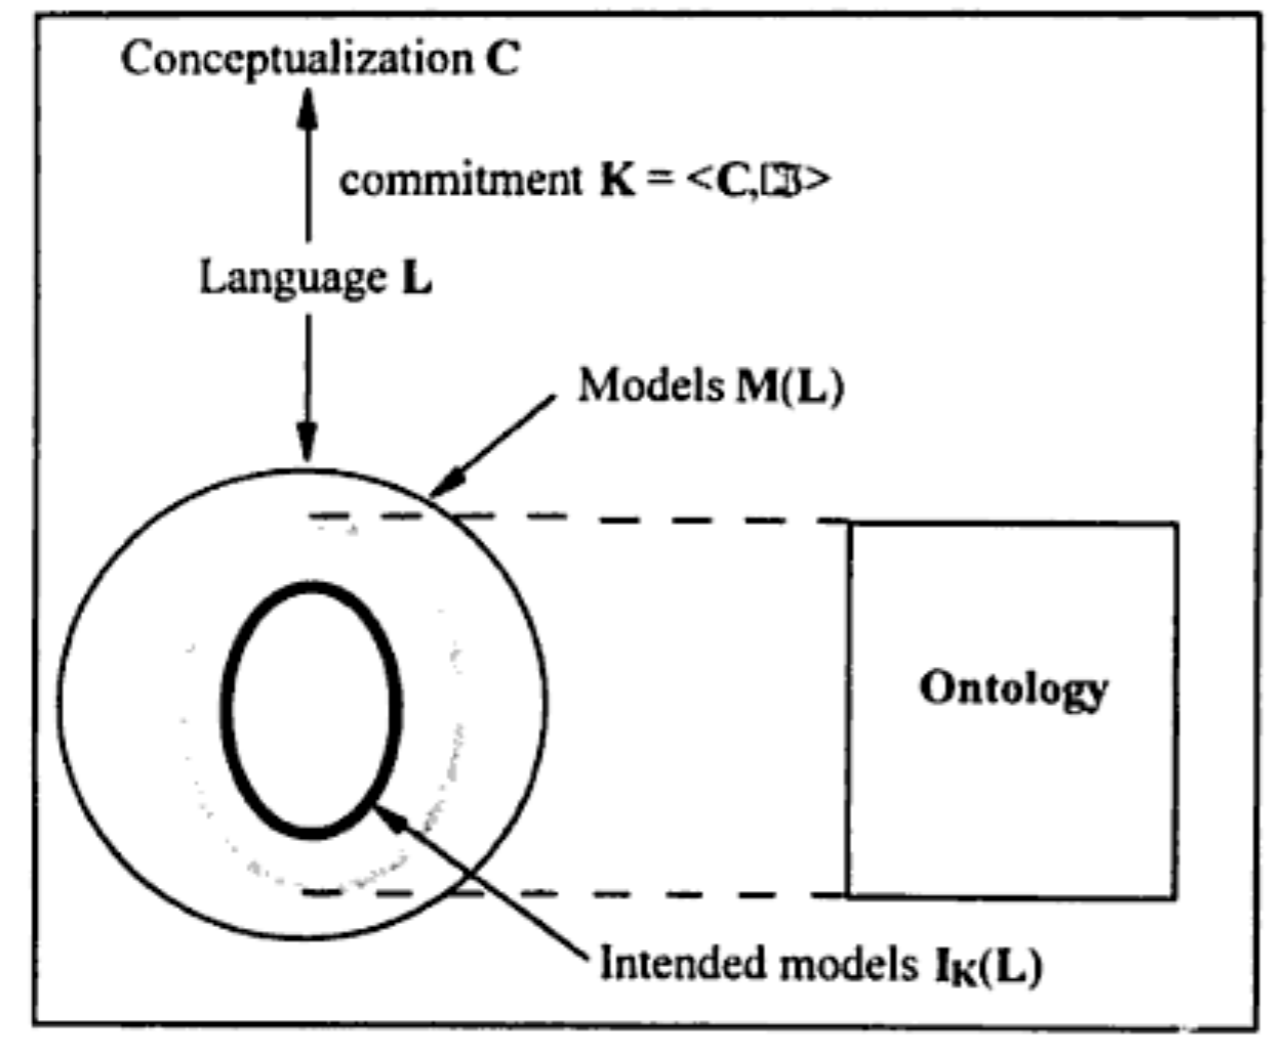 Conceptualization C
commitment K = <C,ℑ>
Language L
Models M(L)
Ontology
Intended models IK(L)